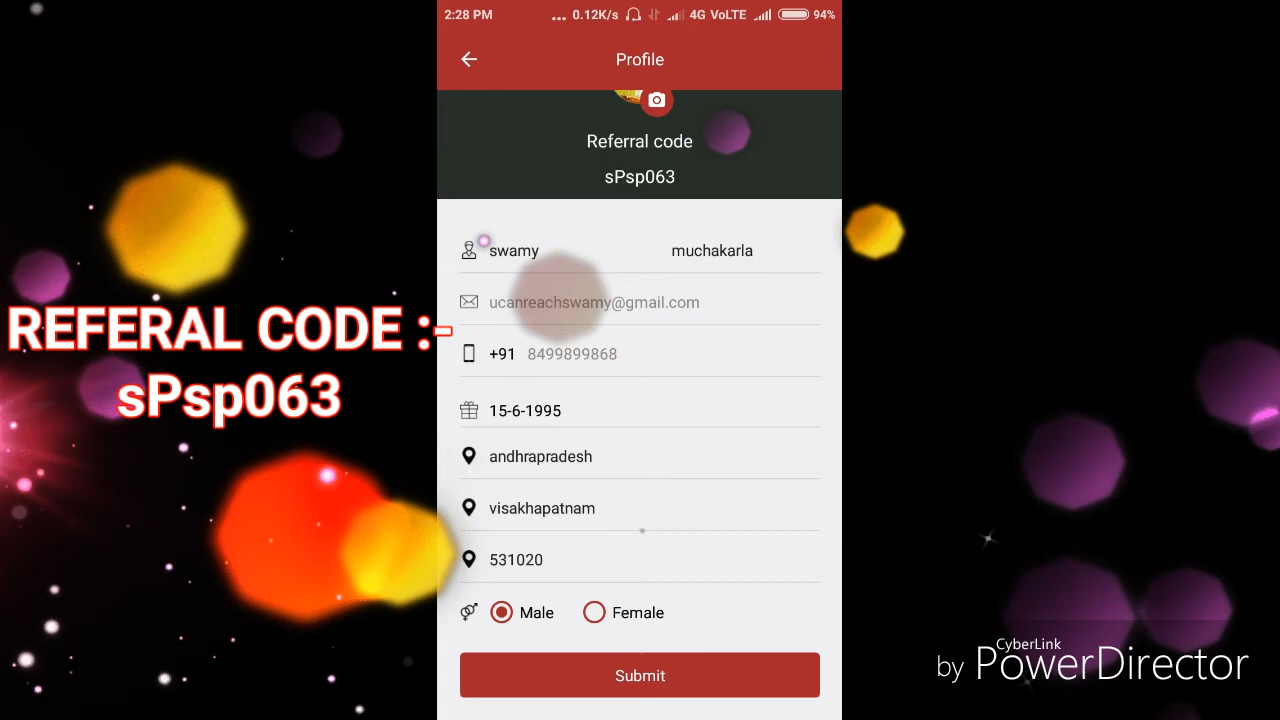 2:28 PM ... 0.12K/s 4G VoLTE 94%
Profile
Referral code
sPsp063
swamy muchakarla
ucanreachswamy@gmail.com
+91 8499899868
15-6-1995
andhrapradesh
visakhapatnam
531020
Male Female
Submit
REFERAL CODE :-
sPsp063
by CyberLink PowerDirector